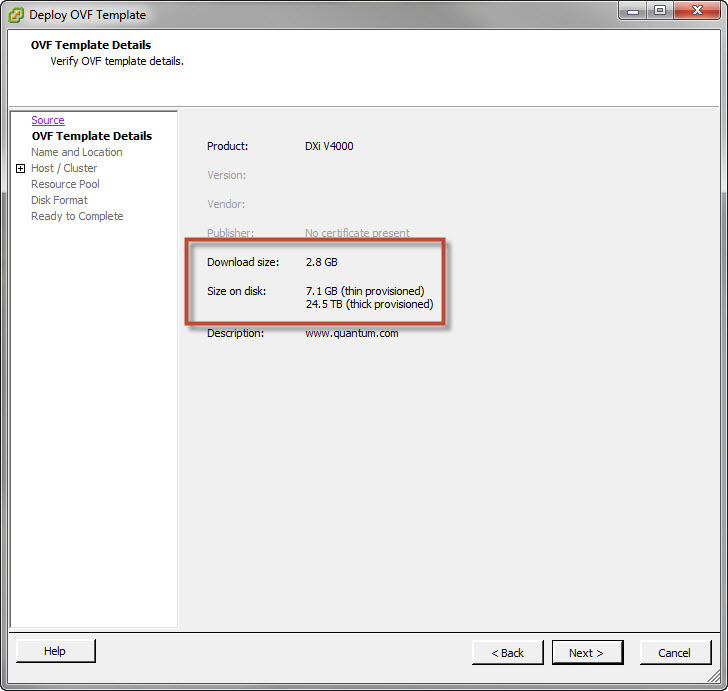 Deploy OVF Template
OVF Template Details
Verify OVF template details.
Source
OVF Template Details
Name and Location
Host / Cluster
Resource Pool
Disk Format
Ready to Complete
Product: DXi V4000
Version:
Vendor:
Publisher: No certificate present
Download size: 2.8 GB
Size on disk: 7.1 GB (thin provisioned)
24.5 TB (thick provisioned)
Description: www.quantum.com
Help
< Back
Next >
Cancel